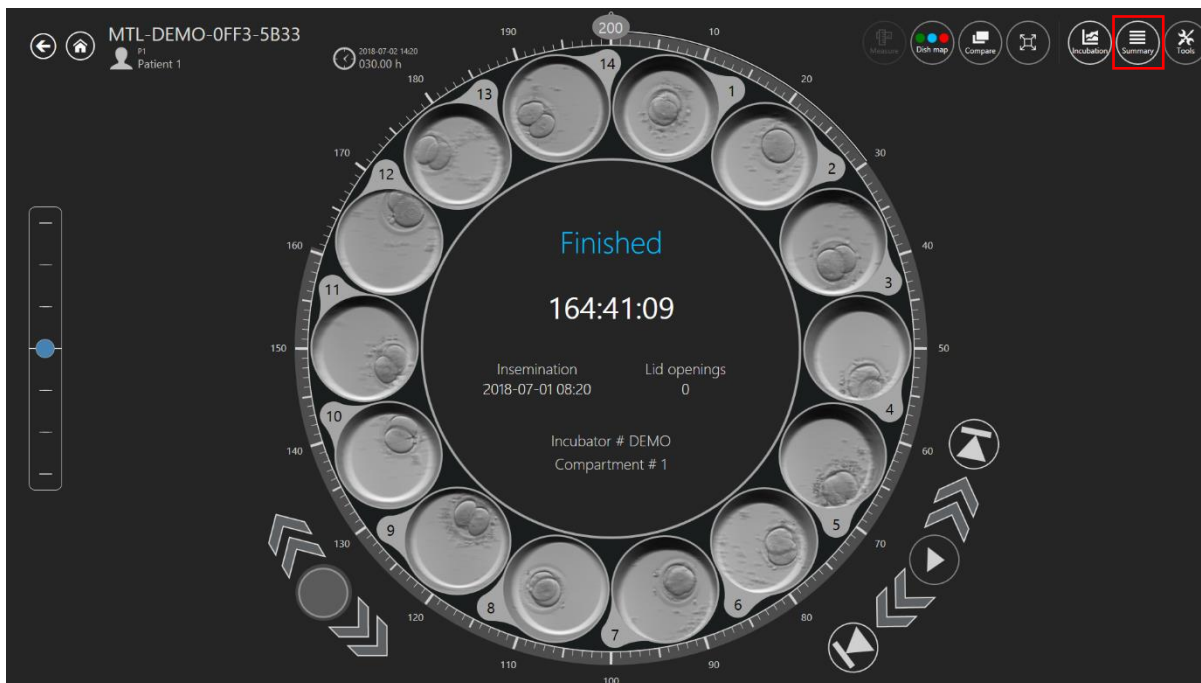 MTL-DEMO-0FF3-5B33
P1
Patient 1
2018-07-02 14:20
030.00 h
Measure
Dish map
Compare
Incubation
Summary
Tools
200
10
20
30
40
50
60
70
80
90
100
110
120
130
140
150
160
170
180
190
1
2
3
4
5
6
7
8
9
10
11
12
13
14
Finished
164:41:09
Insemination
2018-07-01 08:20
Lid openings
0
Incubator # DEMO
Compartment # 1